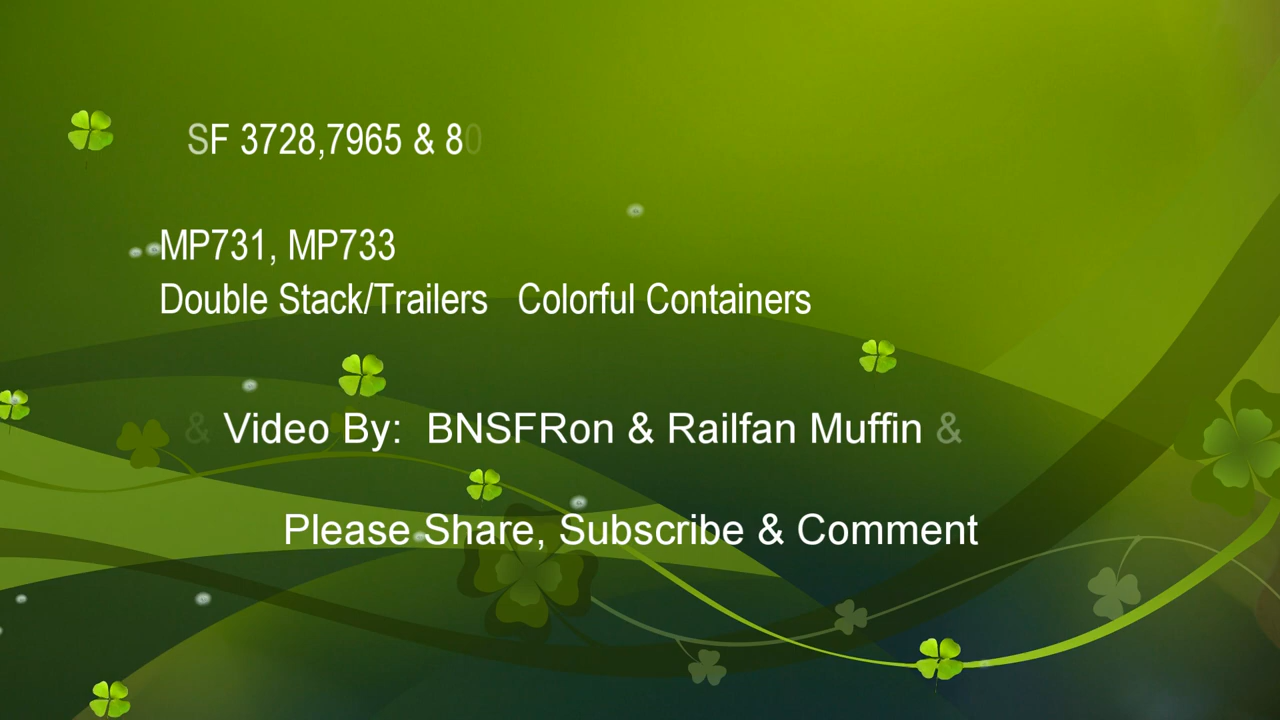 SF 3728,7965 & 80
MP731, MP733
Double Stack/Trailers Colorful Containers
& Video By: BNSFRon & Railfan Muffin &
Please Share, Subscribe & Comment